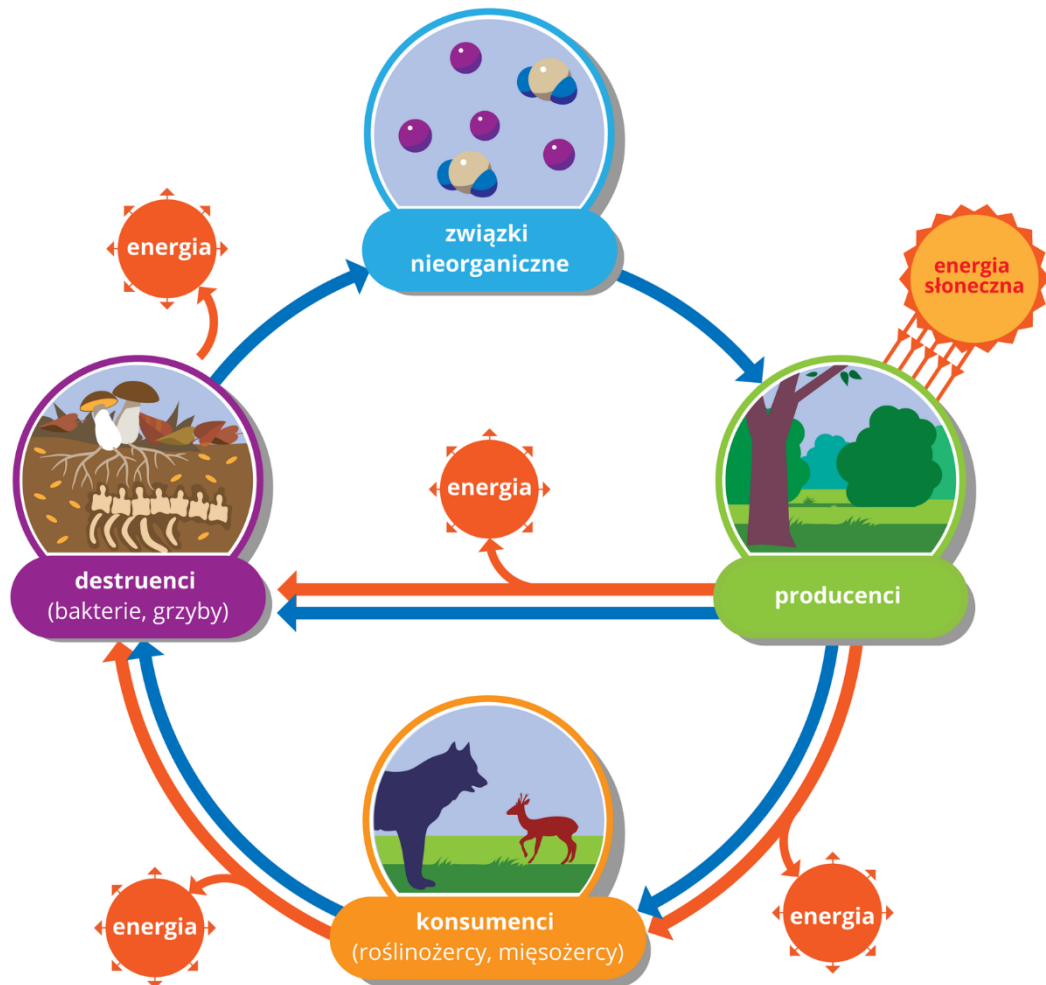 związki
nieorganiczne
energia
energia
słoneczna
energia
destruenci
(bakterie, grzyby)
producenci
konsumenci
(roślinożercy, mięsożercy)
energia
energia